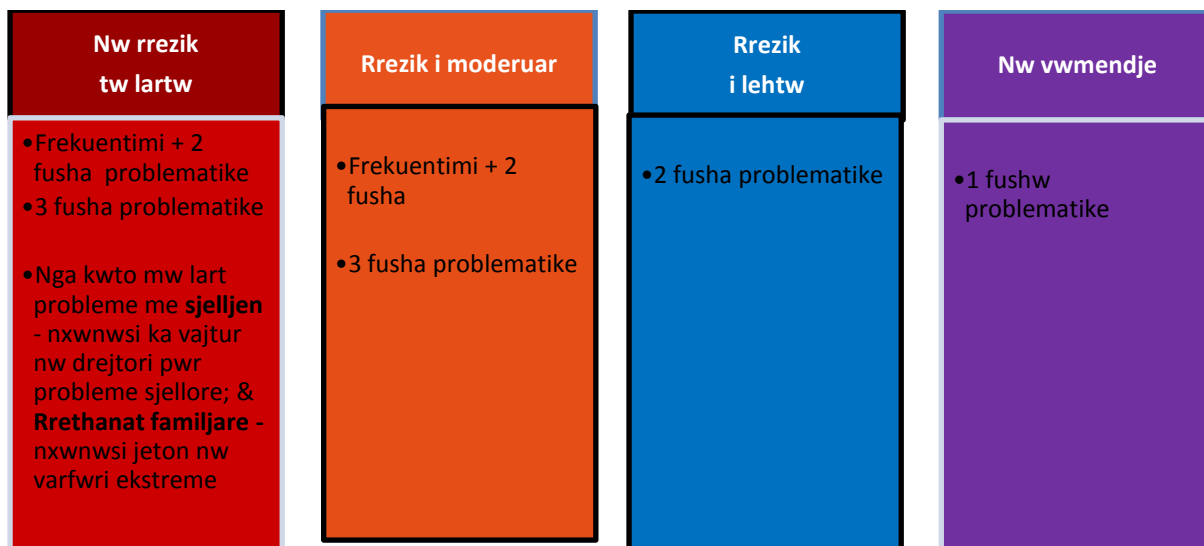 Nw rrezik
tw lartw
•Frekuentimi + 2
fusha problematike
•3 fusha problematike
•Nga kwto mw lart
probleme me sjelljen
- nxwnwsi ka vajtur
nw drejtori pwr
probleme sjellore; &
Rrethanat familjare -
nxwnwsi jeton nw
varfwri ekstreme
Rrezik i moderuar
•Frekuentimi + 2
fusha
•3 fusha problematike
Rrezik
i lehtw
•2 fusha problematike
Nw vwmendje
•1 fushw
problematike